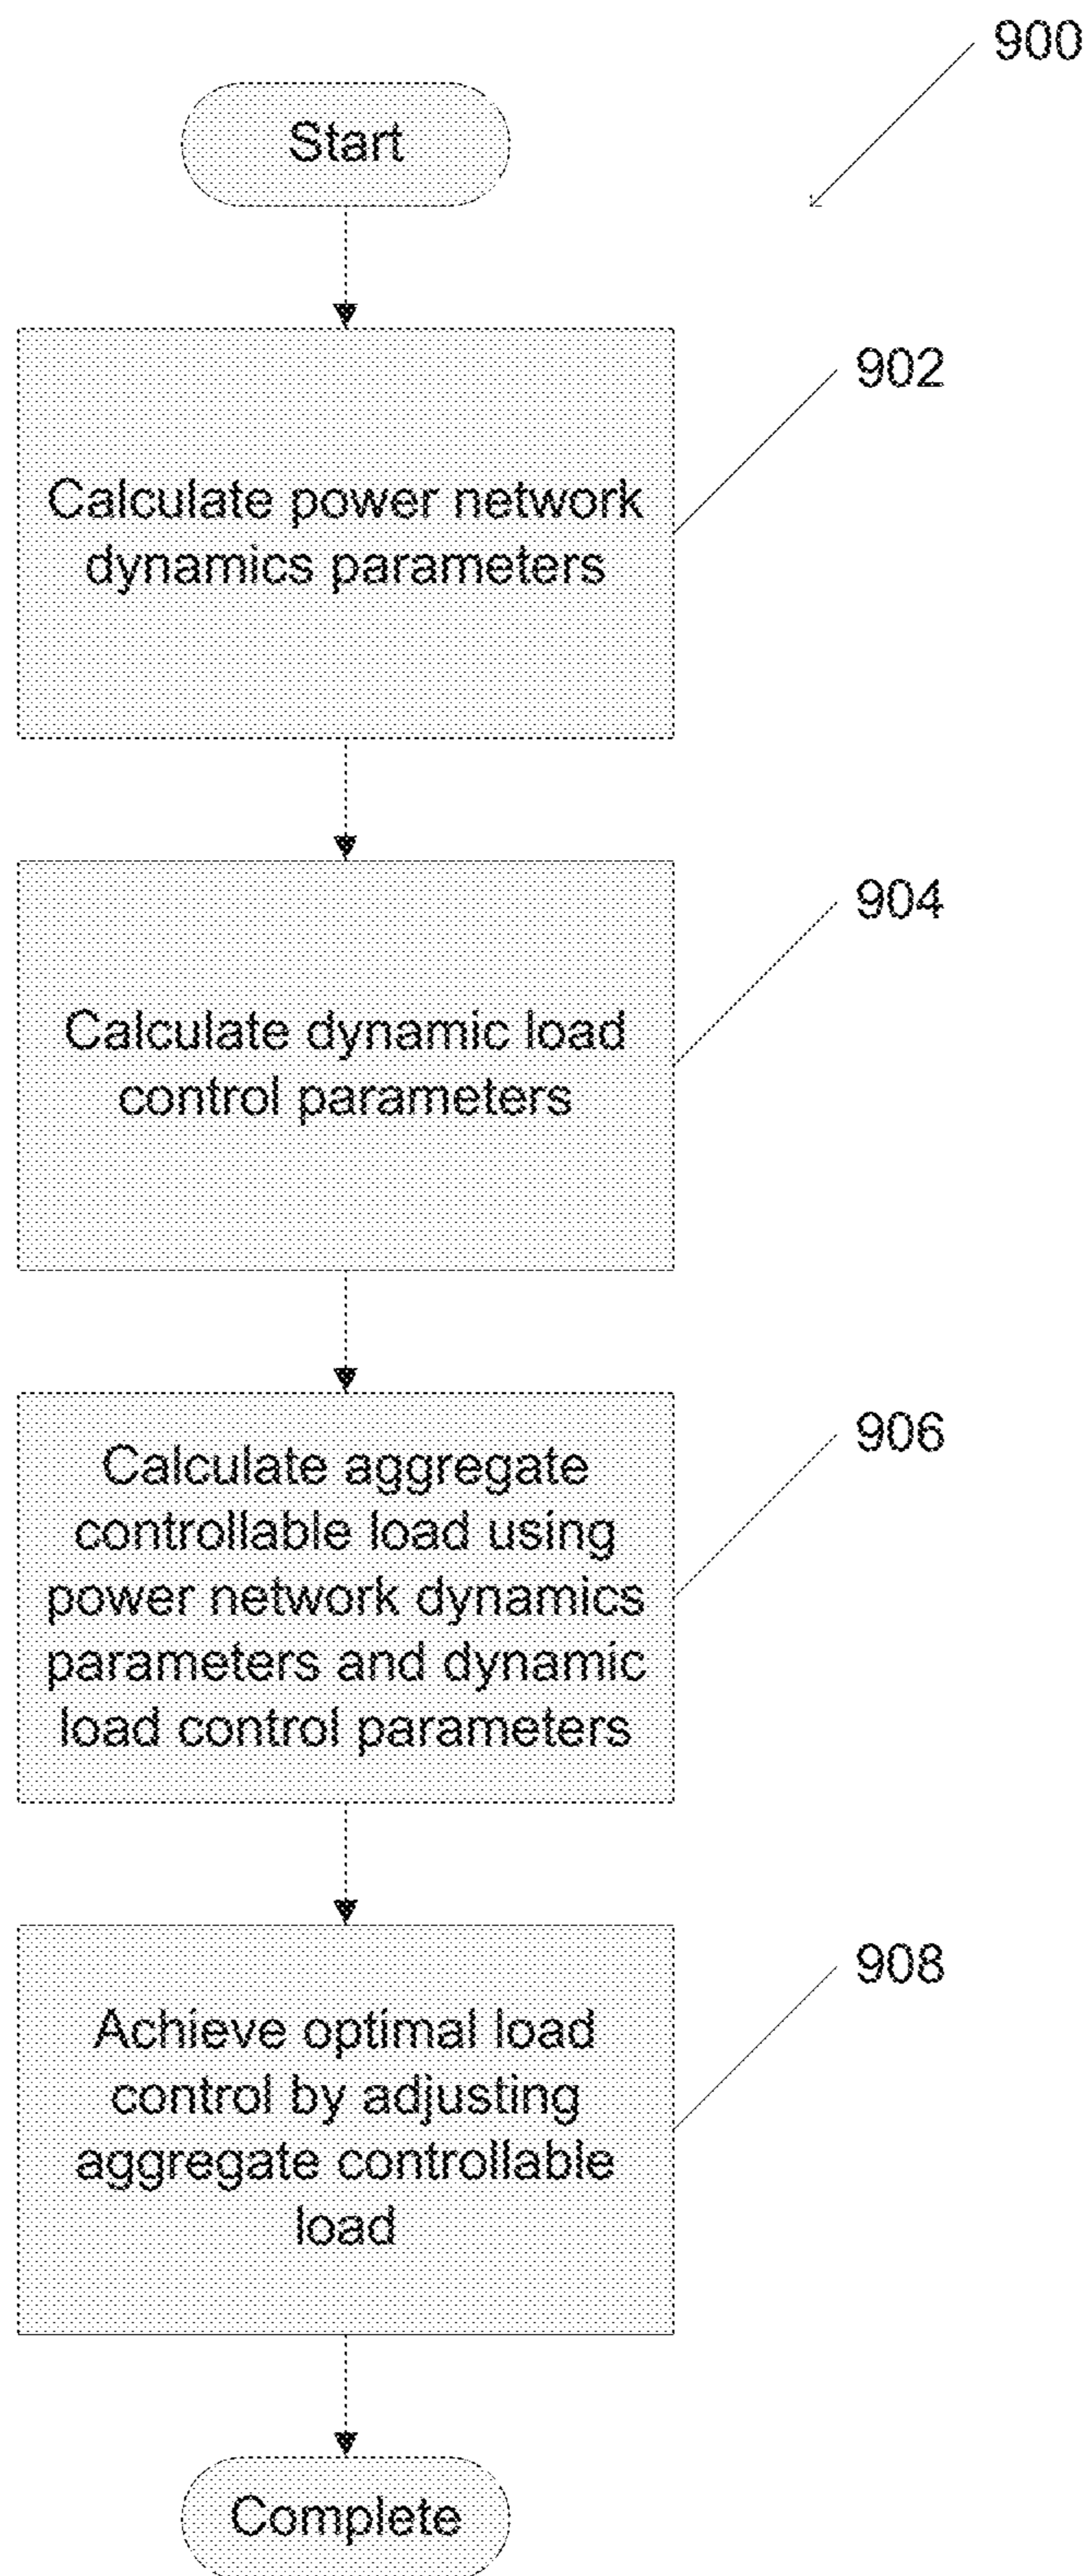 900
Start
902
Calculate power network
dynamics parameters
904
Calculate dynamic load
control parameters
906
Calculate aggregate
controllable load using
power network dynamics
parameters and dynamic
load control parameters
908
Achieve optimal load
control by adjusting
aggregate controllable
load
Complete